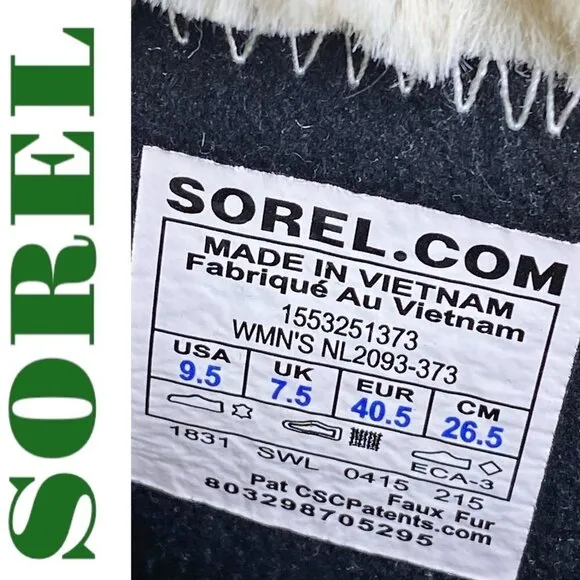 SOREL
SOREL.COM
MADE IN VIETNAM
Fabriqué Au Vietnam
1553251373
WMN'S NL2093-373
USA UK EUR CM
9.5 7.5 40.5 26.5
ECA-3
1831 SWL 0415 215
Faux Fur
Pat CSCPatents.com
803298705295